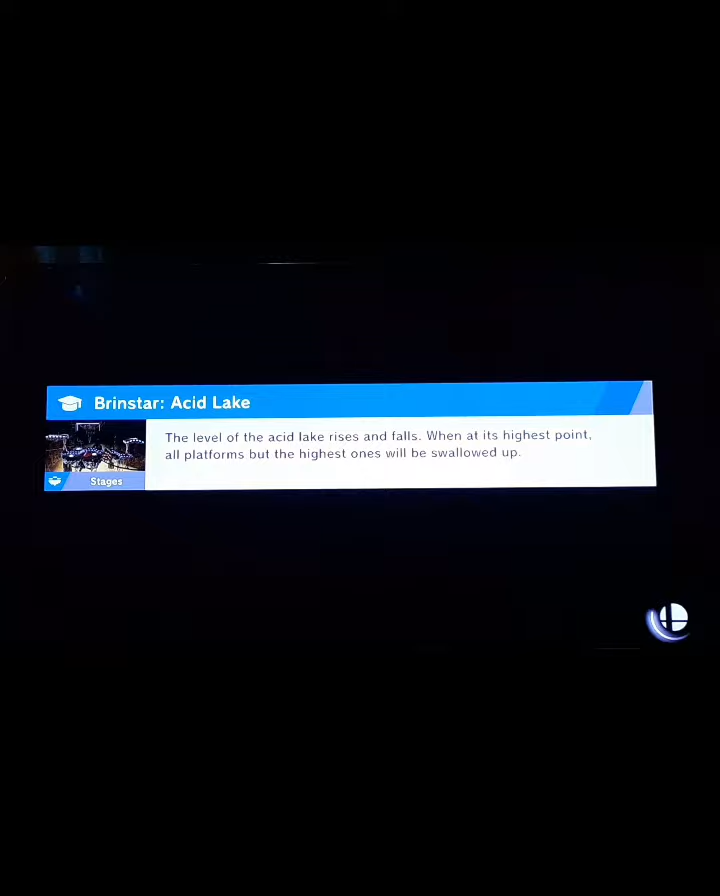 Brinstar: Acid Lake
The level of the acid lake rises and falls. When at its highest point,
all platforms but the highest ones will be swallowed up.
Stages